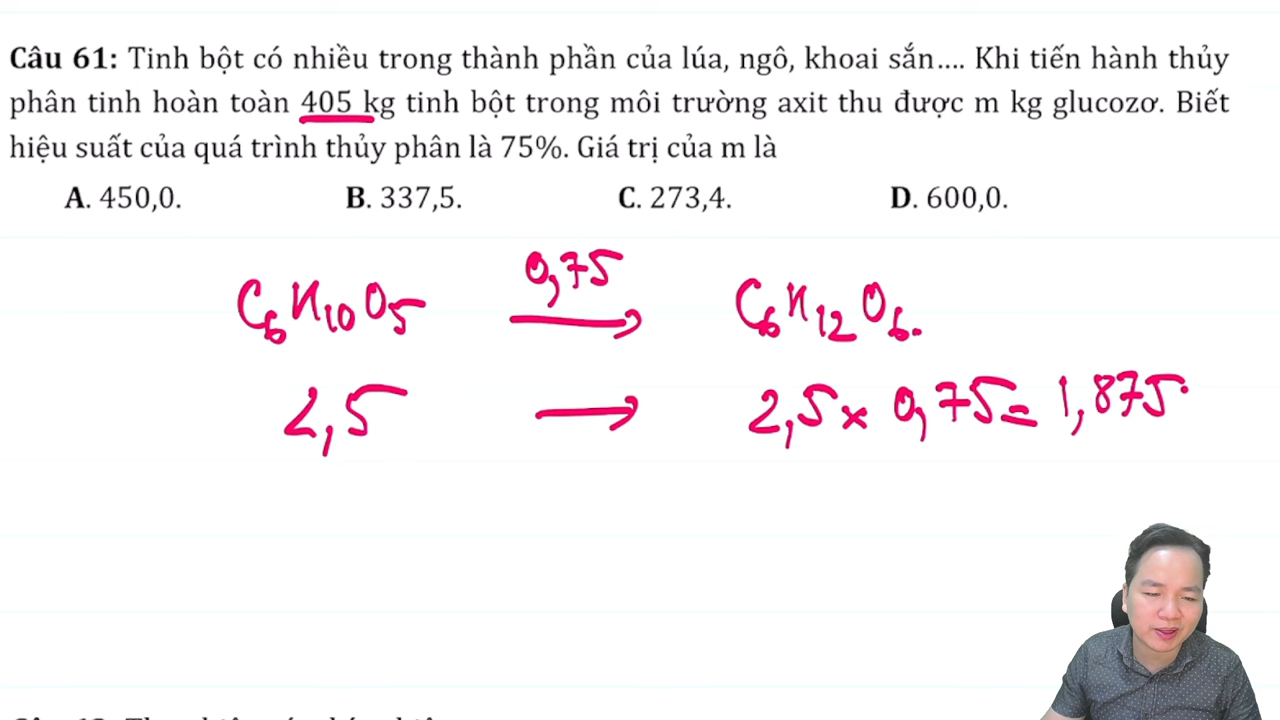 Câu 61: Tinh bột có nhiều trong thành phần của lúa, ngô, khoai sắn.... Khi tiến hành thủy
phân tinh hoàn toàn 405 kg tinh bột trong môi trường axit thu được m kg glucozơ. Biết
hiệu suất của quá trình thủy phân là 75%. Giá trị của m là
A. 450,0. B. 337,5. C. 273,4. D. 600,0.
0,75
C6H10O5 → C6H12O6.
2,5 → 2,5 × 0,75 = 1,875.